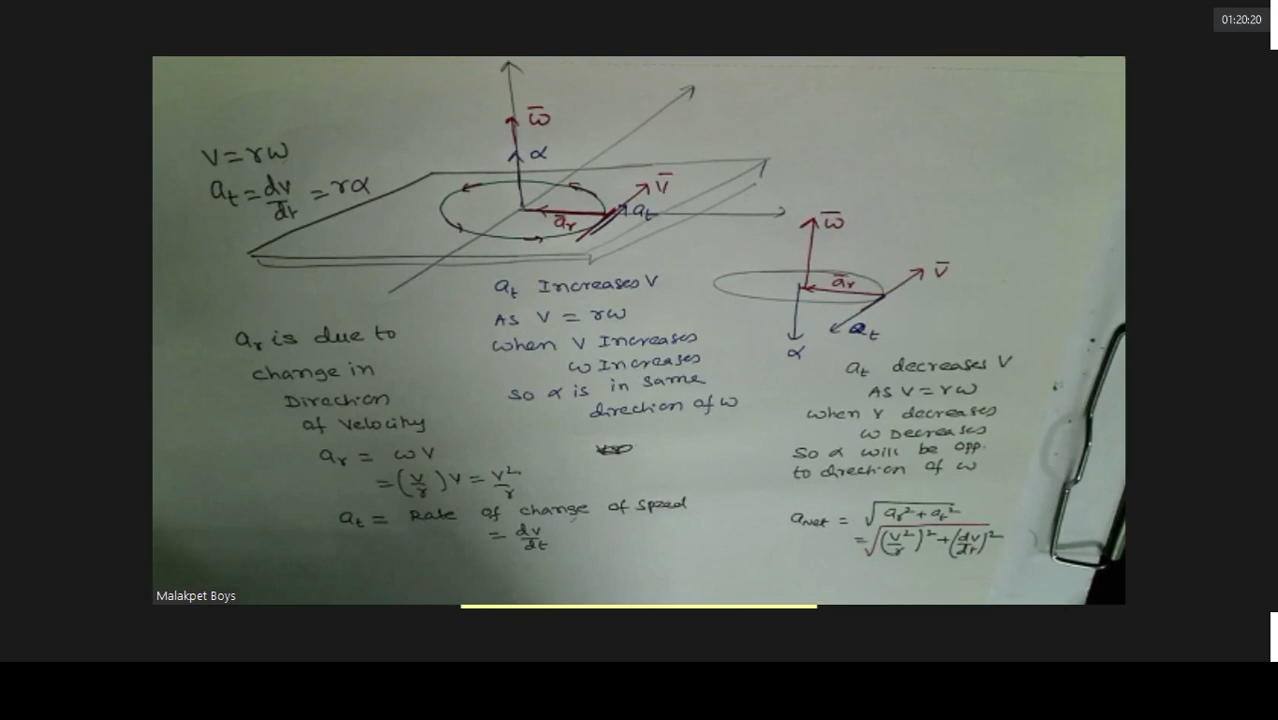 01:20:20
ω̅
α
V = rω
aₜ = dv/dt = rα
V̅
aₜ
a̅ᵣ
ω̅
V̅
a̅ᵣ
aₜ
α
aₜ Increases V
As V = rω
when V Increases
ω Increases
So α is in same
direction of ω
aᵣ is due to
change in
Direction
of Velocity
aᵣ = ωV
= (V/r)V = V²/r
aₜ = Rate of change of speed
= dv/dt
aₜ decreases V
As V = rω
when V decreases
ω Decreases
So α will be opp.
to direction of ω
aNet = √(aᵣ² + aₜ²)
= √((V²/r)² + (dv/dt)²)
Malakpet Boys